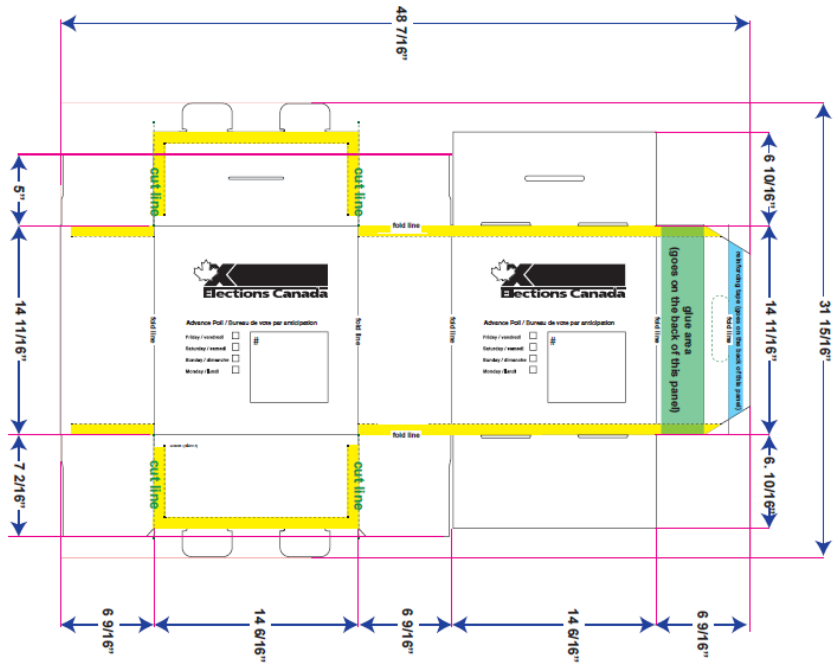 48 7/16"
5"
14 11/16"
7 2/16"
6 10/16"
14 11/16"
6. 10/16"
31 15/16"
cut line
cut line
fold line
fold line
fold line
fold line
fold line
fold line
Elections Canada
Advance Poll / Bureau de vote par anticipation
Friday / vendredi
Saturday / samedi
Sunday / dimanche
Monday / lundi
#
Elections Canada
Advance Poll / Bureau de vote par anticipation
Friday / vendredi
Saturday / samedi
Sunday / dimanche
Monday / lundi
#
glue area
(goes on the back of this panel)
reinforcing tape (goes on the back of this panel)
fold line
cut line
cut line
6 9/16"
14 6/16"
6 9/16"
14 6/16"
6 9/16"